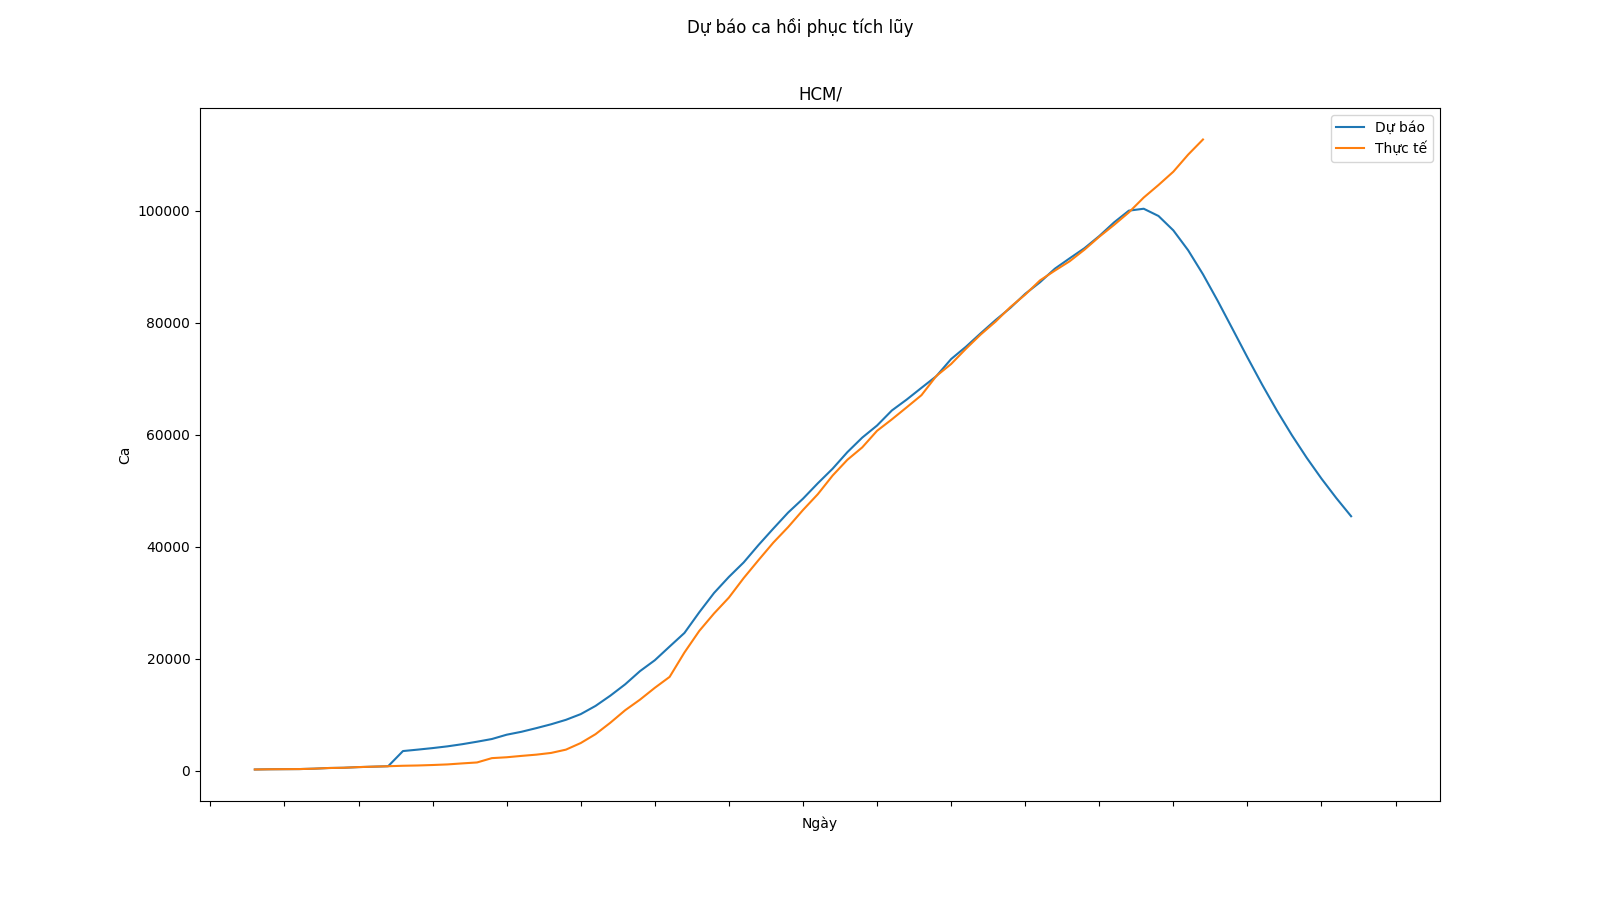 Dự báo ca hồi phục tích lũy
HCM/
Dự báo
Thực tế
100000
80000
60000
40000
20000
0
Ca
Ngày